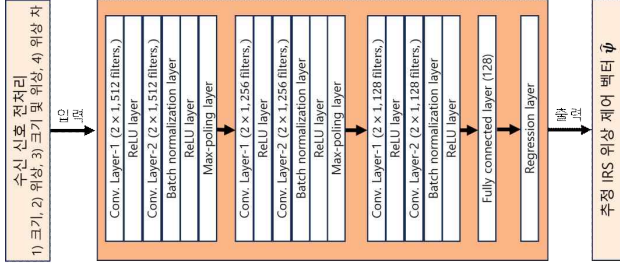 수신 신호 전처리
1) 크기, 2) 위상, 3) 크기 및 위상, 4) 위상 차
입력
Conv. Layer-1 (2 × 1,512 filters,)
ReLU layer
Conv. Layer-2 (2 × 1,512 filters,)
Batch normalization layer
ReLU layer
Max-poling layer
Conv. Layer-1 (2 × 1,256 filters,)
ReLU layer
Conv. Layer-2 (2 × 1,256 filters,)
Batch normalization layer
ReLU layer
Max-poling layer
Conv. Layer-1 (2 × 1,128 filters,)
ReLU layer
Conv. Layer-2 (2 × 1,128 filters,)
Batch normalization layer
ReLU layer
Fully connected layer (128)
Regression layer
출력
추정 IRS 위상 제어 벡터 ψ̂